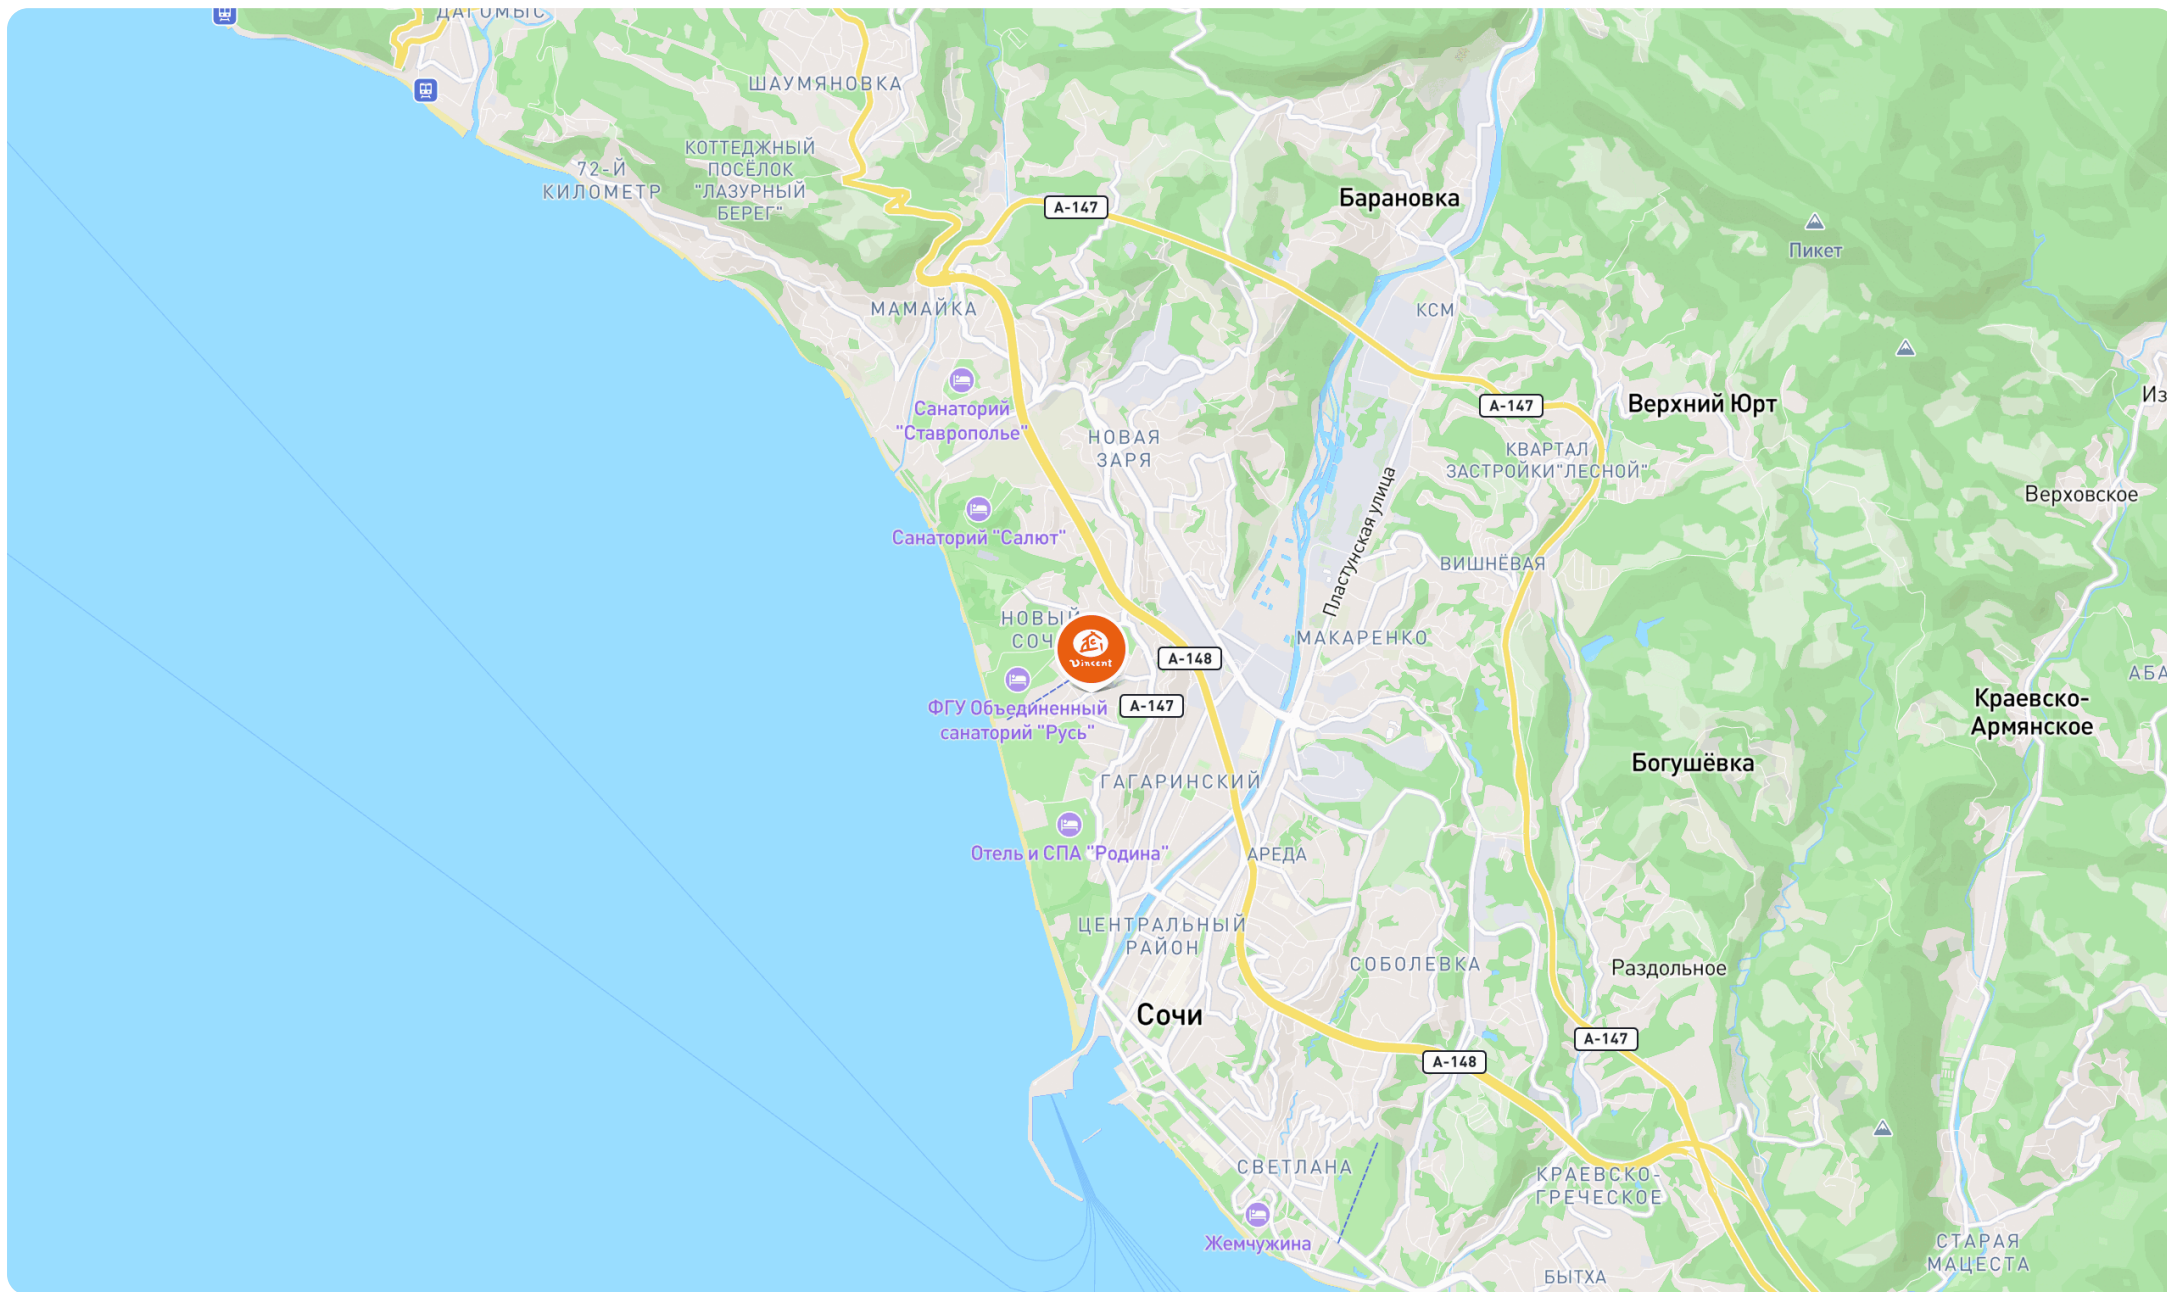 ДАГОМЫС
ШАУМЯНОВКА
КОТТЕДЖНЫЙ
ПОСЁЛОК
"ЛАЗУРНЫЙ
БЕРЕГ"
72-Й
КИЛОМЕТР
А-147
Барановка
Пикет
МАМАЙКА
КСМ
Санаторий
"Ставрополье"
НОВАЯ
ЗАРЯ
А-147
Верхний Юрт
Из
КВАРТАЛ
ЗАСТРОЙКИ"ЛЕСНОЙ"
Верховское
Санаторий "Салют"
Пластунская улица
ВИШНЁВАЯ
НОВЫЙ
СОЧ
Vincent
А-148
МАКАРЕНКО
АБА
ФГУ Объединенный
санаторий "Русь"
А-147
Краевско-
Армянское
Богушёвка
ГАГАРИНСКИЙ
Отель и СПА "Родина"
АРЕДА
ЦЕНТРАЛЬНЫЙ
РАЙОН
СОБОЛЕВКА
Раздольное
Сочи
А-147
А-148
СВЕТЛАНА
КРАЕВСКО-
ГРЕЧЕСКОЕ
Жемчужина
СТАРАЯ
МАЦЕСТА
БЫТХА